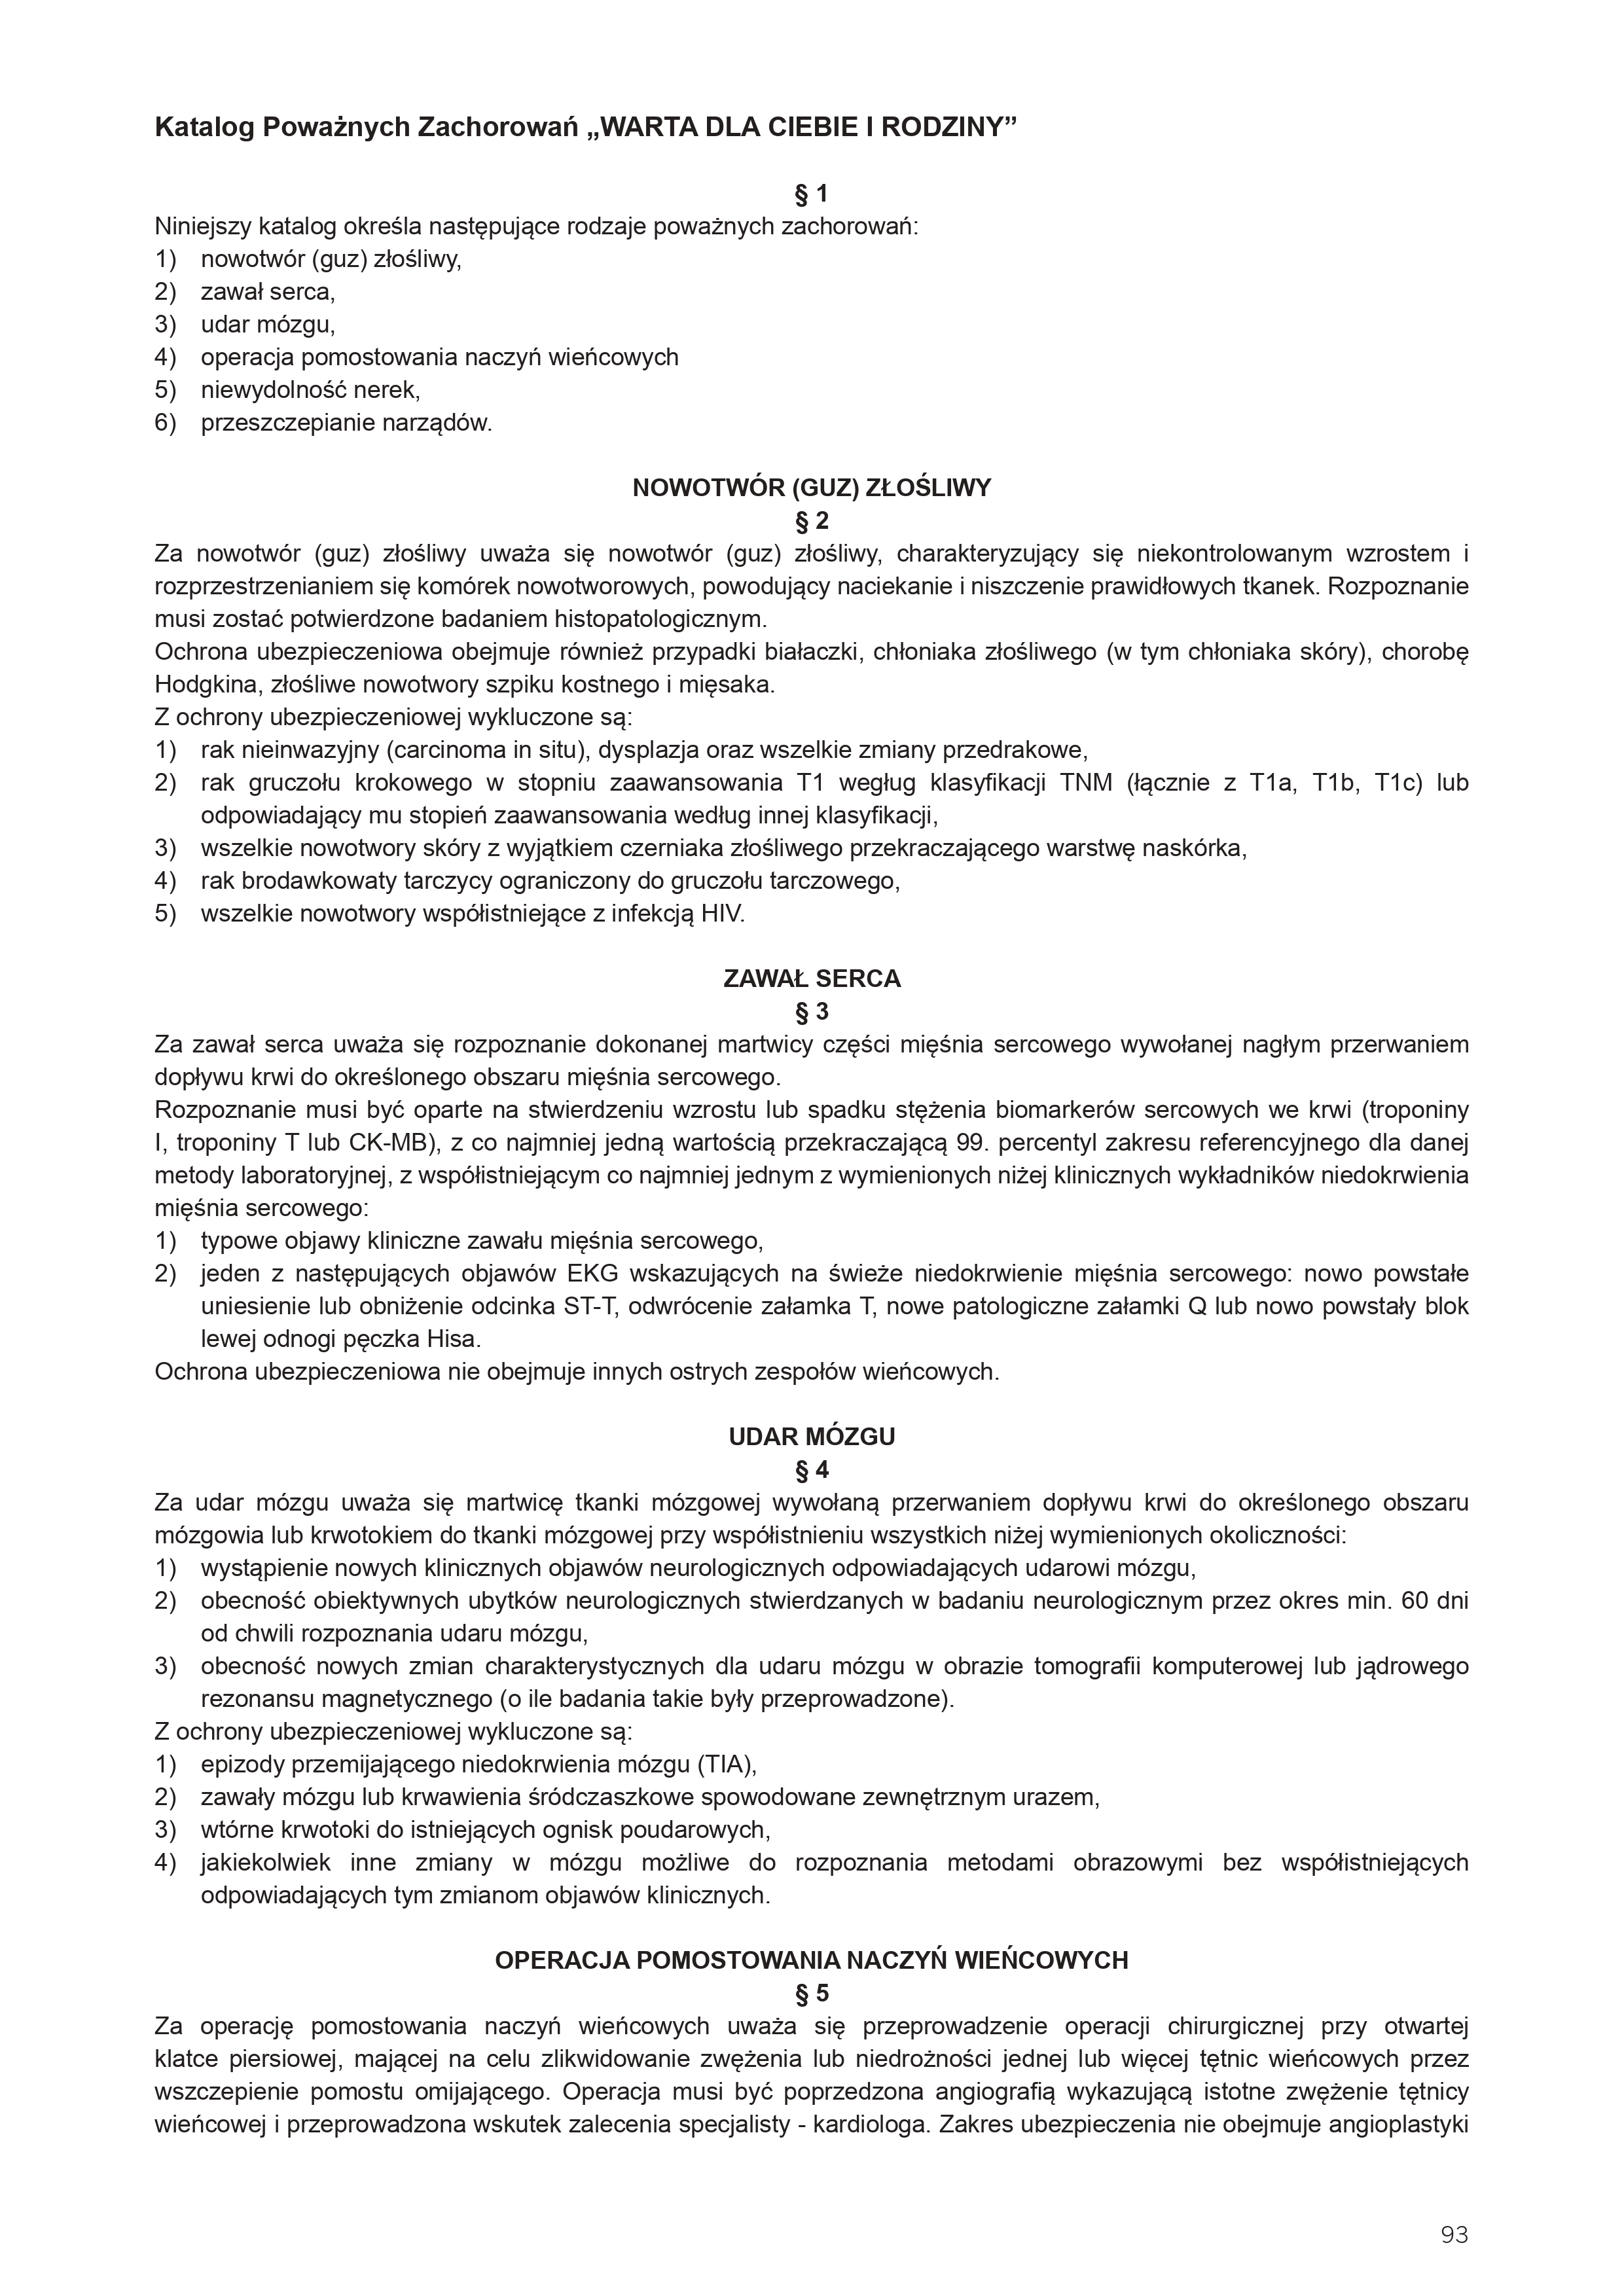 Katalog Poważnych Zachorowań „WARTA DLA CIEBIE I RODZINY”
§ 1
Niniejszy katalog określa następujące rodzaje poważnych zachorowań:
1) nowotwór (guz) złośliwy,
2) zawał serca,
3) udar mózgu,
4) operacja pomostowania naczyń wieńcowych
5) niewydolność nerek,
6) przeszczepianie narządów.
NOWOTWÓR (GUZ) ZŁOŚLIWY
§ 2
Za nowotwór (guz) złośliwy uważa się nowotwór (guz) złośliwy, charakteryzujący się niekontrolowanym wzrostem i
rozprzestrzenianiem się komórek nowotworowych, powodujący naciekanie i niszczenie prawidłowych tkanek. Rozpoznanie
musi zostać potwierdzone badaniem histopatologicznym.
Ochrona ubezpieczeniowa obejmuje również przypadki białaczki, chłoniaka złośliwego (w tym chłoniaka skóry), chorobę
Hodgkina, złośliwe nowotwory szpiku kostnego i mięsaka.
Z ochrony ubezpieczeniowej wykluczone są:
1) rak nieinwazyjny (carcinoma in situ), dysplazja oraz wszelkie zmiany przedrakowe,
2) rak gruczołu krokowego w stopniu zaawansowania T1 wegług klasyfikacji TNM (łącznie z T1a, T1b, T1c) lub
odpowiadający mu stopień zaawansowania według innej klasyfikacji,
3) wszelkie nowotwory skóry z wyjątkiem czerniaka złośliwego przekraczającego warstwę naskórka,
4) rak brodawkowaty tarczycy ograniczony do gruczołu tarczowego,
5) wszelkie nowotwory współistniejące z infekcją HIV.
ZAWAŁ SERCA
§ 3
Za zawał serca uważa się rozpoznanie dokonanej martwicy części mięśnia sercowego wywołanej nagłym przerwaniem
dopływu krwi do określonego obszaru mięśnia sercowego.
Rozpoznanie musi być oparte na stwierdzeniu wzrostu lub spadku stężenia biomarkerów sercowych we krwi (troponiny
I, troponiny T lub CK-MB), z co najmniej jedną wartością przekraczającą 99. percentyl zakresu referencyjnego dla danej
metody laboratoryjnej, z współistniejącym co najmniej jednym z wymienionych niżej klinicznych wykładników niedokrwienia
mięśnia sercowego:
1) typowe objawy kliniczne zawału mięśnia sercowego,
2) jeden z następujących objawów EKG wskazujących na świeże niedokrwienie mięśnia sercowego: nowo powstałe
uniesienie lub obniżenie odcinka ST-T, odwrócenie załamka T, nowe patologiczne załamki Q lub nowo powstały blok
lewej odnogi pęczka Hisa.
Ochrona ubezpieczeniowa nie obejmuje innych ostrych zespołów wieńcowych.
UDAR MÓZGU
§ 4
Za udar mózgu uważa się martwicę tkanki mózgowej wywołaną przerwaniem dopływu krwi do określonego obszaru
mózgowia lub krwotokiem do tkanki mózgowej przy współistnieniu wszystkich niżej wymienionych okoliczności:
1) wystąpienie nowych klinicznych objawów neurologicznych odpowiadających udarowi mózgu,
2) obecność obiektywnych ubytków neurologicznych stwierdzanych w badaniu neurologicznym przez okres min. 60 dni
od chwili rozpoznania udaru mózgu,
3) obecność nowych zmian charakterystycznych dla udaru mózgu w obrazie tomografii komputerowej lub jądrowego
rezonansu magnetycznego (o ile badania takie były przeprowadzone).
Z ochrony ubezpieczeniowej wykluczone są:
1) epizody przemijającego niedokrwienia mózgu (TIA),
2) zawały mózgu lub krwawienia śródczaszkowe spowodowane zewnętrznym urazem,
3) wtórne krwotoki do istniejących ognisk poudarowych,
4) jakiekolwiek inne zmiany w mózgu możliwe do rozpoznania metodami obrazowymi bez współistniejących
odpowiadających tym zmianom objawów klinicznych.
OPERACJA POMOSTOWANIA NACZYŃ WIEŃCOWYCH
§ 5
Za operację pomostowania naczyń wieńcowych uważa się przeprowadzenie operacji chirurgicznej przy otwartej
klatce piersiowej, mającej na celu zlikwidowanie zwężenia lub niedrożności jednej lub więcej tętnic wieńcowych przez
wszczepienie pomostu omijającego. Operacja musi być poprzedzona angiografią wykazującą istotne zwężenie tętnicy
wieńcowej i przeprowadzona wskutek zalecenia specjalisty - kardiologa. Zakres ubezpieczenia nie obejmuje angioplastyki
93